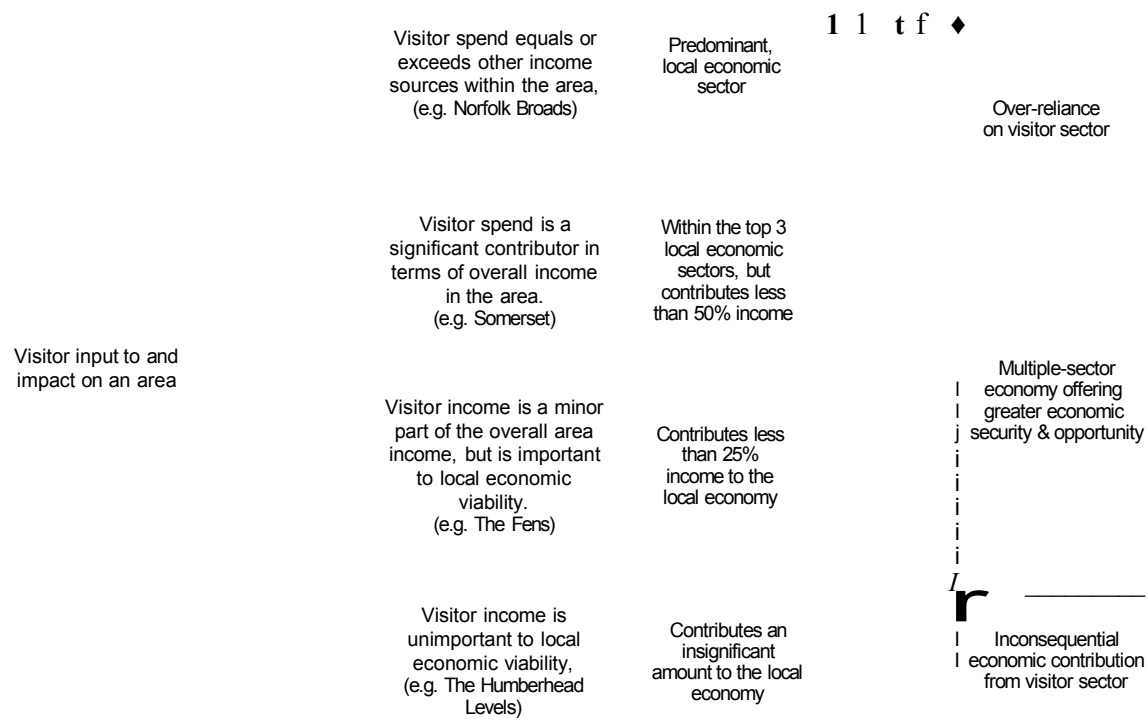 1 l t f ♦
Visitor spend equals or
exceeds other income
sources within the area,
(e.g. Norfolk Broads)
Predominant,
local economic
sector
Over-reliance
on visitor sector
Visitor spend is a
significant contributor in
terms of overall income
in the area.
(e.g. Somerset)
Within the top 3
local economic
sectors, but
contributes less
than 50% income
Visitor input to and
impact on an area
Multiple-sector
economy offering
greater economic
security & opportunity
Visitor income is a minor
part of the overall area
income, but is important
to local economic
viability.
(e.g. The Fens)
Contributes less
than 25%
income to the
local economy
Visitor income is
unimportant to local
economic viability,
(e.g. The Humberhead
Levels)
Contributes an
insignificant
amount to the local
economy
Inconsequential
economic contribution
from visitor sector